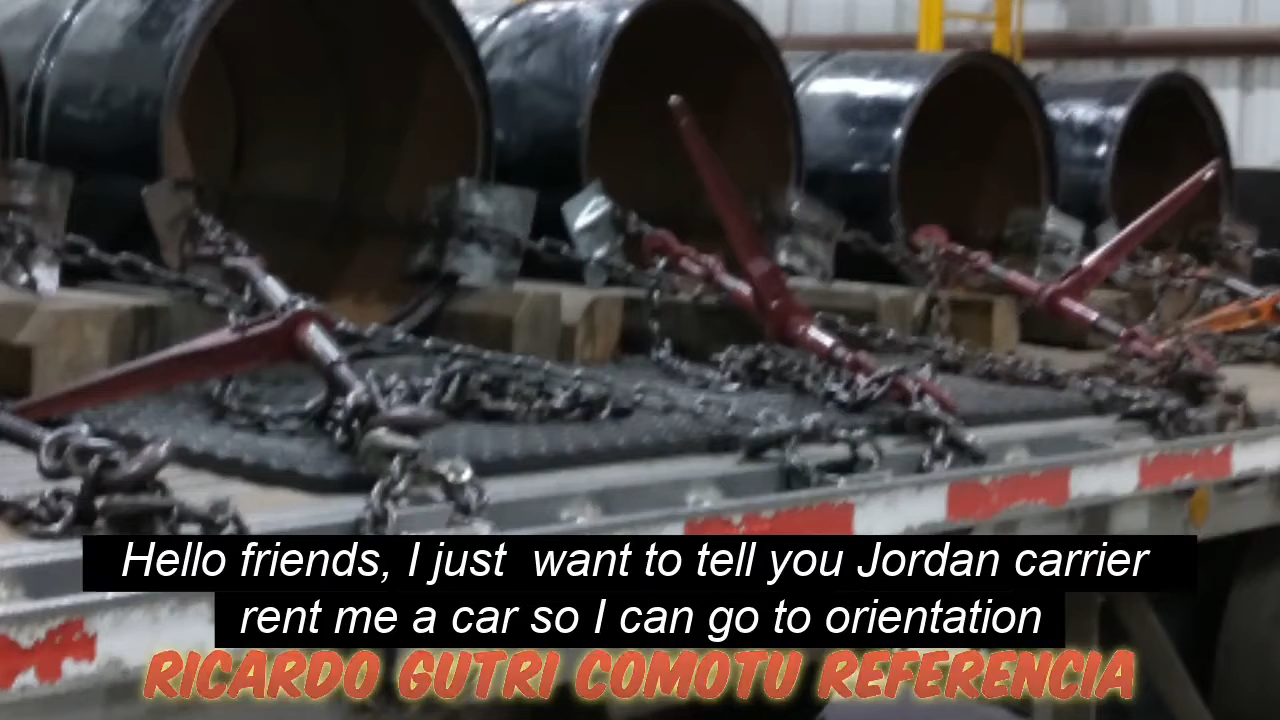 Hello friends, I just  want to tell you Jordan carrier
rent me a car so I can go to orientation
RICARDO GUTRI COMOTU REFERENCIA